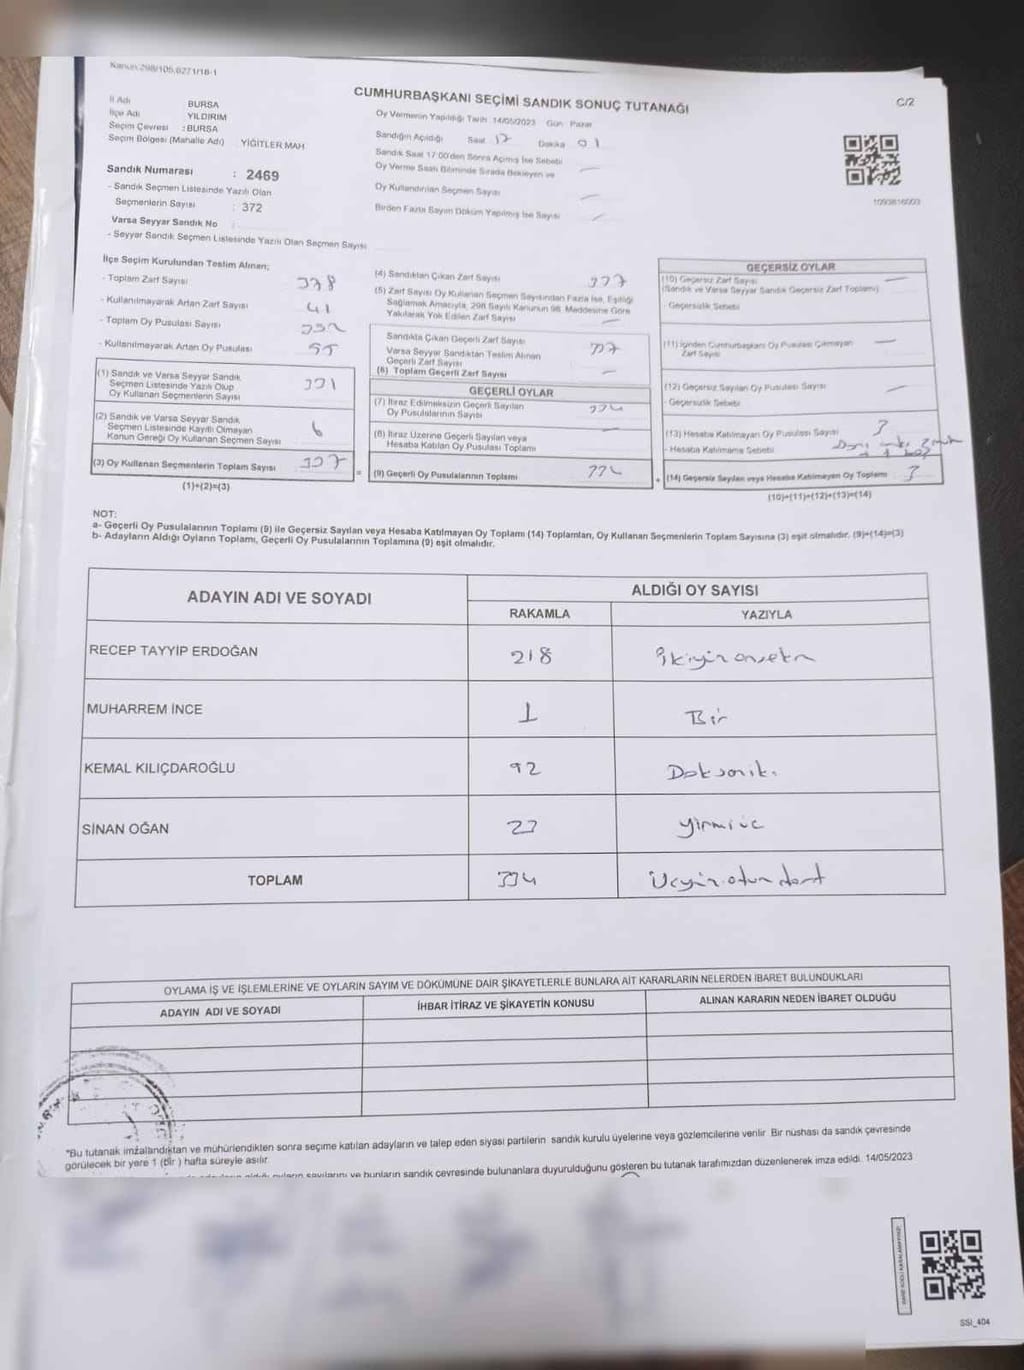 Kanun:298/105,6271/18-1
CUMHURBAŞKANI SEÇİMİ SANDIK SONUÇ TUTANAĞI
C/2
İl Adı BURSA
İlçe Adı YILDIRIM
Seçim Çevresi : BURSA
Seçim Bölgesi (Mahalle Adı) YİĞİTLER MAH
Oy Vermenin Yapıldığı Tarih 14/05/2023 Gün Pazar
Sandığın Açıldığı Saat 17 Dakika 01
Sandık Saat 17:00'den Sonra Açımış İse Sebebi
Oy Verme Saati Bitiminde Sırada Bekleyen ve
Oy Kullandırılan Seçmen Sayısı
Birden Fazla Sayım Döküm Yapılmış İse Sayısı
1093816003
Sandık Numarası : 2469
- Sandık Seçmen Listesinde Yazılı Olan
Seçmenlerin Sayısı : 372
Varsa Seyyar Sandık No
- Seyyar Sandık Seçmen Listesinde Yazılı Olan Seçmen Sayısı
İlçe Seçim Kurulundan Teslim Alınan;
- Toplam Zarf Sayısı 378
- Kullanılmayarak Artan Zarf Sayısı 41
- Toplam Oy Pusulası Sayısı
- Kullanılmayarak Artan Oy Pusulası 55
(1) Sandık ve Varsa Seyyar Sandık
Seçmen Listesinde Yazılı Olup
Oy Kullanan Seçmenlerin Sayısı 331
(2) Sandık ve Varsa Seyyar Sandık
Seçmen Listesinde Kayıtlı Olmayan
Kanun Gereği Oy Kullanan Seçmen Sayısı 6
(3) Oy Kullanan Seçmenlerin Toplam Sayısı 337
(1)+(2)=(3)
(4) Sandıktan Çıkan Zarf Sayısı 337
(5) Zarf Sayısı Oy Kullanan Seçmen Sayısından Fazla İse, Eşitliği
Sağlamak Amacıyla, 298 Sayılı Kanunun 98. Maddesine Göre
Yakılarak Yok Edilen Zarf Sayısı
Sandıkta Çıkan Geçerli Zarf Sayısı 337
Varsa Seyyar Sandıktan Teslim Alınan
Geçerli Zarf Sayısı
(6) Toplam Geçerli Zarf Sayısı
GEÇERLİ OYLAR
(7) İtiraz Edilmeksizin Geçerli Sayılan
Oy Pusulalarının Sayısı 334
(8) İtiraz Üzerine Geçerli Sayılan veya
Hesaba Katılan Oy Pusulası Toplamı
(9) Geçerli Oy Pusulalarının Toplamı 334
GEÇERSİZ OYLAR
(10) Geçersiz Zarf Sayısı
(Sandık ve Varsa Seyyar Sandık Geçersiz Zarf Toplamı)
- Geçersizlik Sebebi
(11) İçinden Cumhurbaşkanı Oy Pusulası Çıkmayan
Zarf Sayısı
(12) Geçersiz Sayılan Oy Pusulası Sayısı
- Geçersizlik Sebebi
(13) Hesaba Katılmayan Oy Pusulası Sayısı 3
- Hesaba Katılmama Sebebi
(14) Geçersiz Sayılan veya Hesaba Katılmayan Oy Toplamı 3
(10)+(11)+(12)+(13)=(14)
NOT:
a- Geçerli Oy Pusulalarının Toplamı (9) ile Geçersiz Sayılan veya Hesaba Katılmayan Oy Toplamı (14) Toplamları, Oy Kullanan Seçmenlerin Toplam Sayısına (3) eşit olmalıdır. (9)+(14)=(3)
b- Adayların Aldığı Oyların Toplamı, Geçerli Oy Pusulalarının Toplamına (9) eşit olmalıdır.
ADAYIN ADI VE SOYADI ALDIĞI OY SAYISI
RAKAMLA YAZIYLA
RECEP TAYYİP ERDOĞAN 218 İkiyüzonsekiz
MUHARREM İNCE 1 Bir
KEMAL KILIÇDAROĞLU 92 Doksaniki
SİNAN OĞAN 23 Yirmiüç
TOPLAM 334 Üçyüzotuzdört
OYLAMA İŞ VE İŞLEMLERİNE VE OYLARIN SAYIM VE DÖKÜMÜNE DAİR ŞİKAYETLERLE BUNLARA AİT KARARLARIN NELERDEN İBARET BULUNDUKLARI
ADAYIN ADI VE SOYADI İHBAR İTİRAZ VE ŞİKAYETİN KONUSU ALINAN KARARIN NEDEN İBARET OLDUĞU
"Bu tutanak imzalandıktan ve mühürlendikten sonra seçime katılan adayların ve talep eden siyasi partilerin sandık kurulu üyelerine veya gözlemcilerine verilir. Bir nüshası da sandık çevresinde
görülecek bir yere 1 (bir) hafta süreyle asılır.
sayılarını ve bunların sandık çevresinde bulunanlara duyurulduğunu gösteren bu tutanak tarafımızdan düzenlenerek imza edildi. 14/05/2023
SSI_404